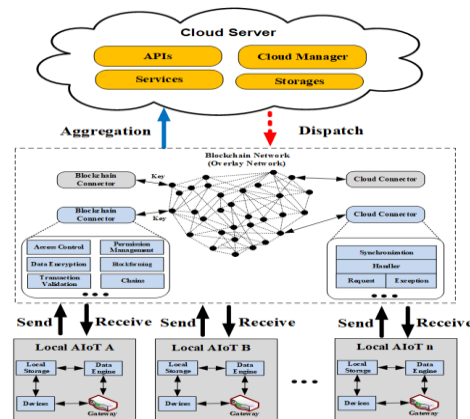 Cloud Server
APIs
Cloud Manager
Services
Storages
Aggregation
Dispatch
Blockchain Network
(Overlay Network)
Blockchain
Connector
Key
Cloud Connector
Blockchain
Connector
Key
Cloud Connector
Access Control
Permission
Management
Data Encryption
Blockforming
Transaction
Validation
Chains
Synchronization
Handler
Request
Exception
Send
Receive
Send
Receive
Send
Receive
Local AIoT A
Local
Storage
Data
Engine
Devices
Gateway
Local AIoT B
Local
Storage
Data
Engine
Devices
Gateway
Local AIoT n
Local
Storage
Data
Engine
Devices
Gateway